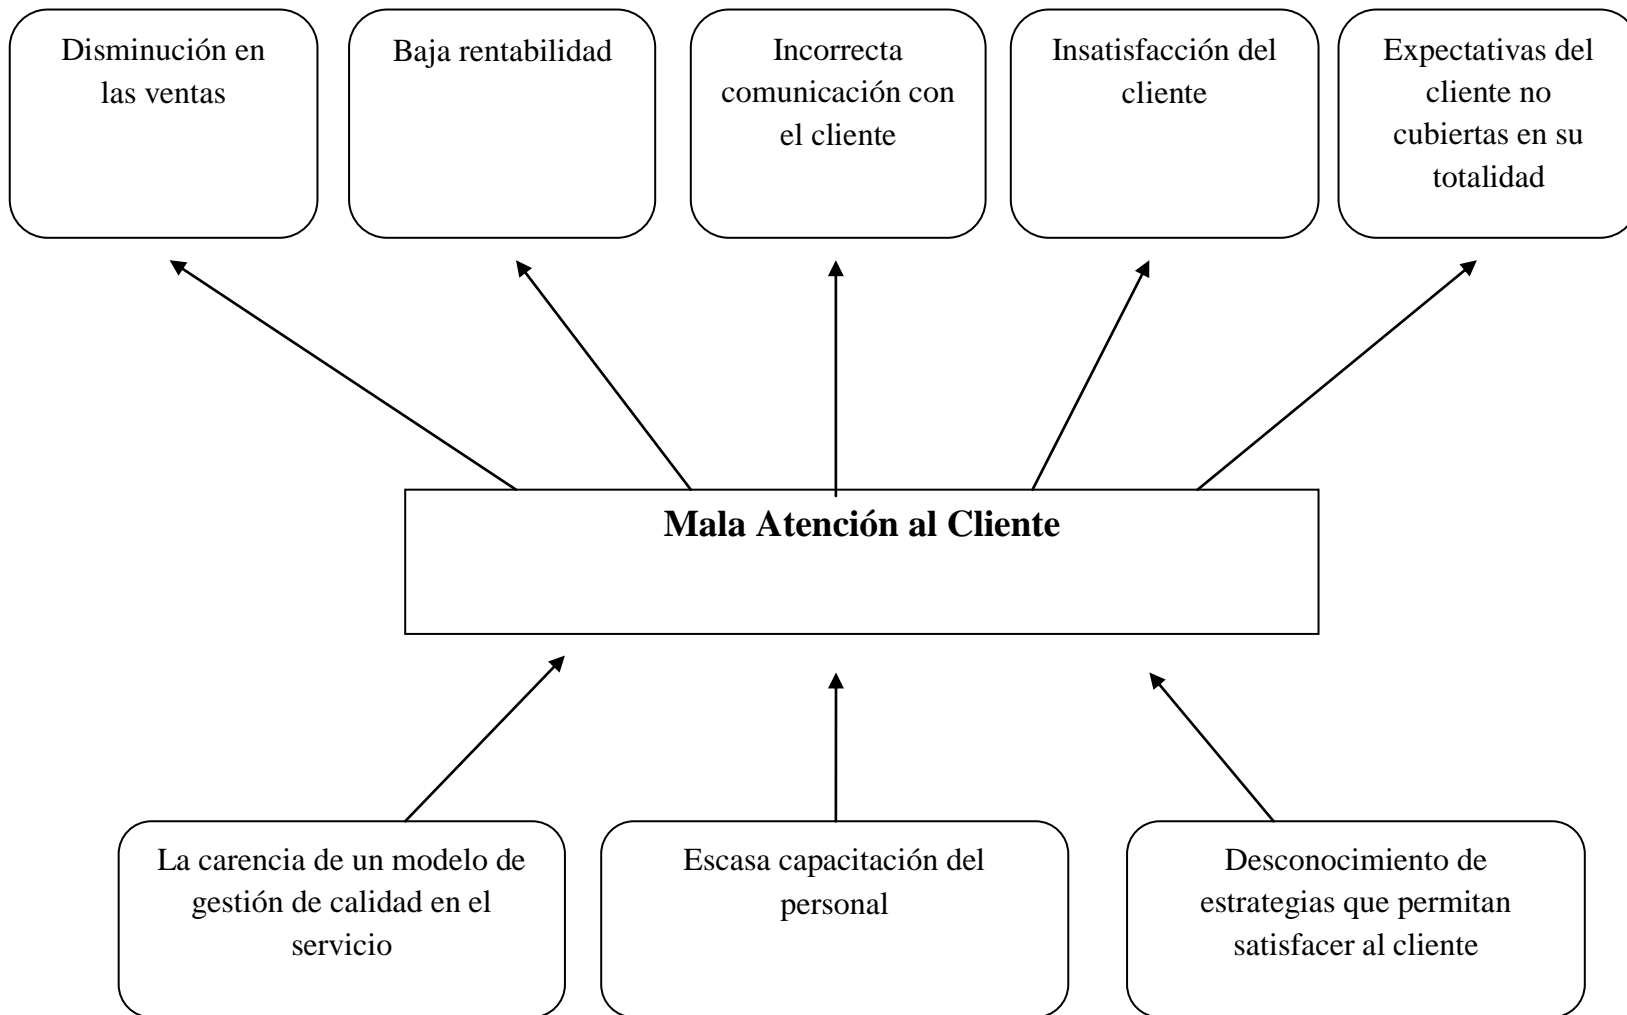 Disminución en
las ventas
Baja rentabilidad
Incorrecta
comunicación con
el cliente
Insatisfacción del
cliente
Expectativas del
cliente no
cubiertas en su
totalidad
Mala Atención al Cliente
La carencia de un modelo de
gestión de calidad en el
servicio
Escasa capacitación del
personal
Desconocimiento de
estrategias que permitan
satisfacer al cliente